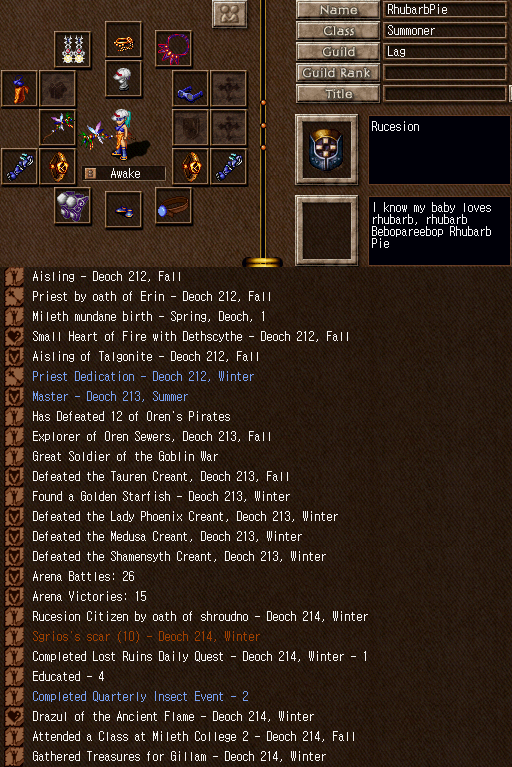 Name RhubarbPie
Class Summoner
Guild Lag
Guild Rank
Title
Awake
Rucesion
I know my baby loves
rhubarb, rhubarb
Bebopareebop Rhubarb
Pie
Aisling - Deoch 212, Fall
Priest by oath of Erin - Deoch 212, Fall
Mileth mundane birth - Spring, Deoch, 1
Small Heart of Fire with Dethscythe - Deoch 212, Fall
Aisling of Talgonite - Deoch 212, Fall
Priest Dedication - Deoch 212, Winter
Master - Deoch 213, Summer
Has Defeated 12 of Oren's Pirates
Explorer of Oren Sewers, Deoch 213, Fall
Great Soldier of the Goblin War
Defeated the Tauren Creant, Deoch 213, Fall
Found a Golden Starfish - Deoch 213, Winter
Defeated the Lady Phoenix Creant, Deoch 213, Winter
Defeated the Medusa Creant, Deoch 213, Winter
Defeated the Shamensyth Creant, Deoch 213, Winter
Arena Battles: 26
Arena Victories: 15
Rucesion Citizen by oath of shroudno - Deoch 214, Winter
Sgrios's scar (10) - Deoch 214, Winter
Completed Lost Ruins Daily Quest - Deoch 214, Winter - 1
Educated - 4
Completed Quarterly Insect Event - 2
Drazul of the Ancient Flame - Deoch 214, Winter
Attended a Class at Mileth College 2 - Deoch 214, Fall
Gathered Treasures for Gillam - Deoch 214, Winter